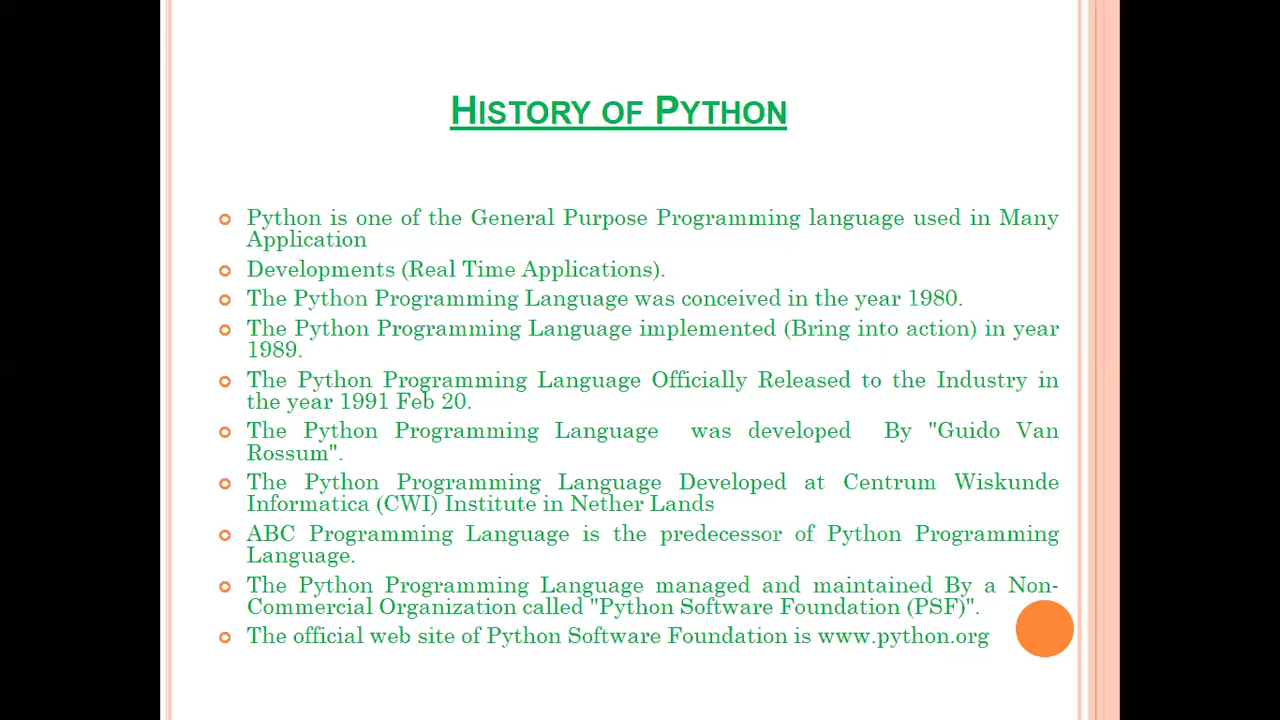 HISTORY OF PYTHON
Python is one of the General Purpose Programming language used in Many
Application
Developments (Real Time Applications).
The Python Programming Language was conceived in the year 1980.
The Python Programming Language implemented (Bring into action) in year
1989.
The Python Programming Language Officially Released to the Industry in
the year 1991 Feb 20.
The Python Programming Language was developed By "Guido Van
Rossum".
The Python Programming Language Developed at Centrum Wiskunde
Informatica (CWI) Institute in Nether Lands
ABC Programming Language is the predecessor of Python Programming
Language.
The Python Programming Language managed and maintained By a Non-
Commercial Organization called "Python Software Foundation (PSF)".
The official web site of Python Software Foundation is www.python.org